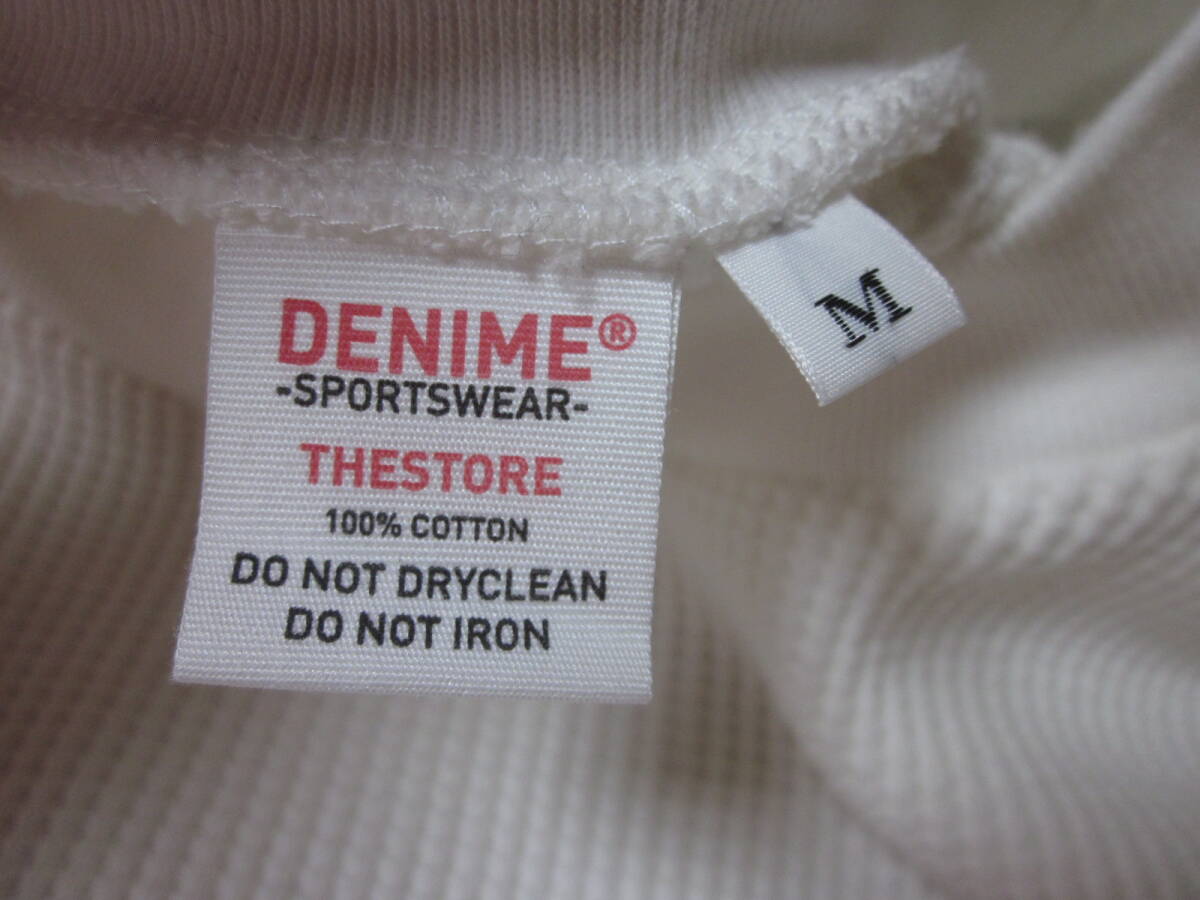 DENIME®
-SPORTSWEAR-
THESTORE
100% COTTON
DO NOT DRYCLEAN
DO NOT IRON
M